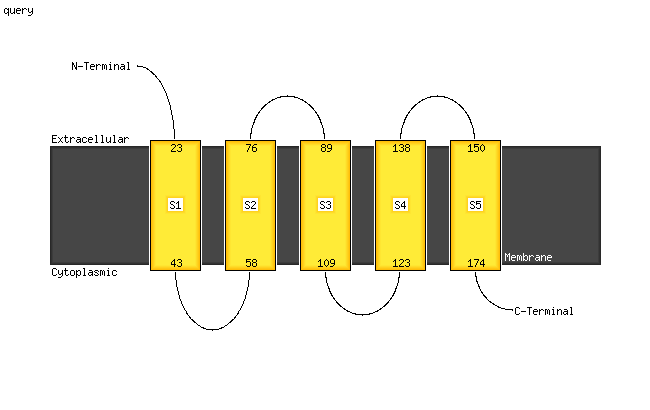 query
N-Terminal
Extracellular
23 76 89 138 150
S1 S2 S3 S4 S5
43 58 109 123 174
Membrane
Cytoplasmic
C-Terminal